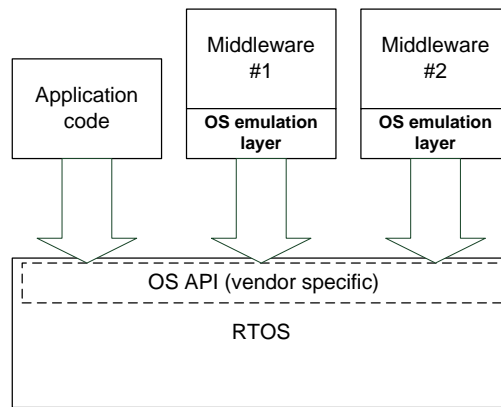 Application
code
Middleware
#1
OS emulation
layer
Middleware
#2
OS emulation
layer
OS API (vendor specific)
RTOS